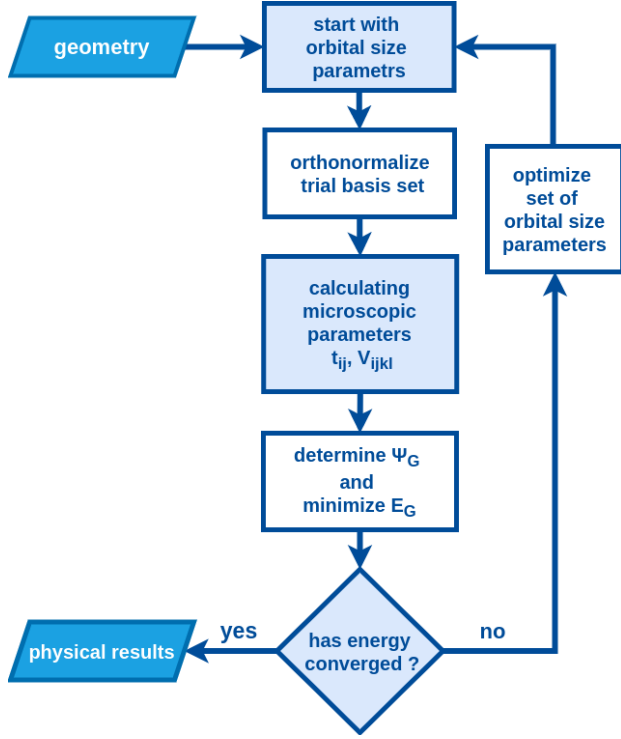 geometry
start with
orbital size
parametrs
orthonormalize
trial basis set
optimize
set of
orbital size
parameters
calculating
microscopic
parameters
tij, Vijkl
determine ΨG
and
minimize EG
has energy
converged ?
yes
no
physical results